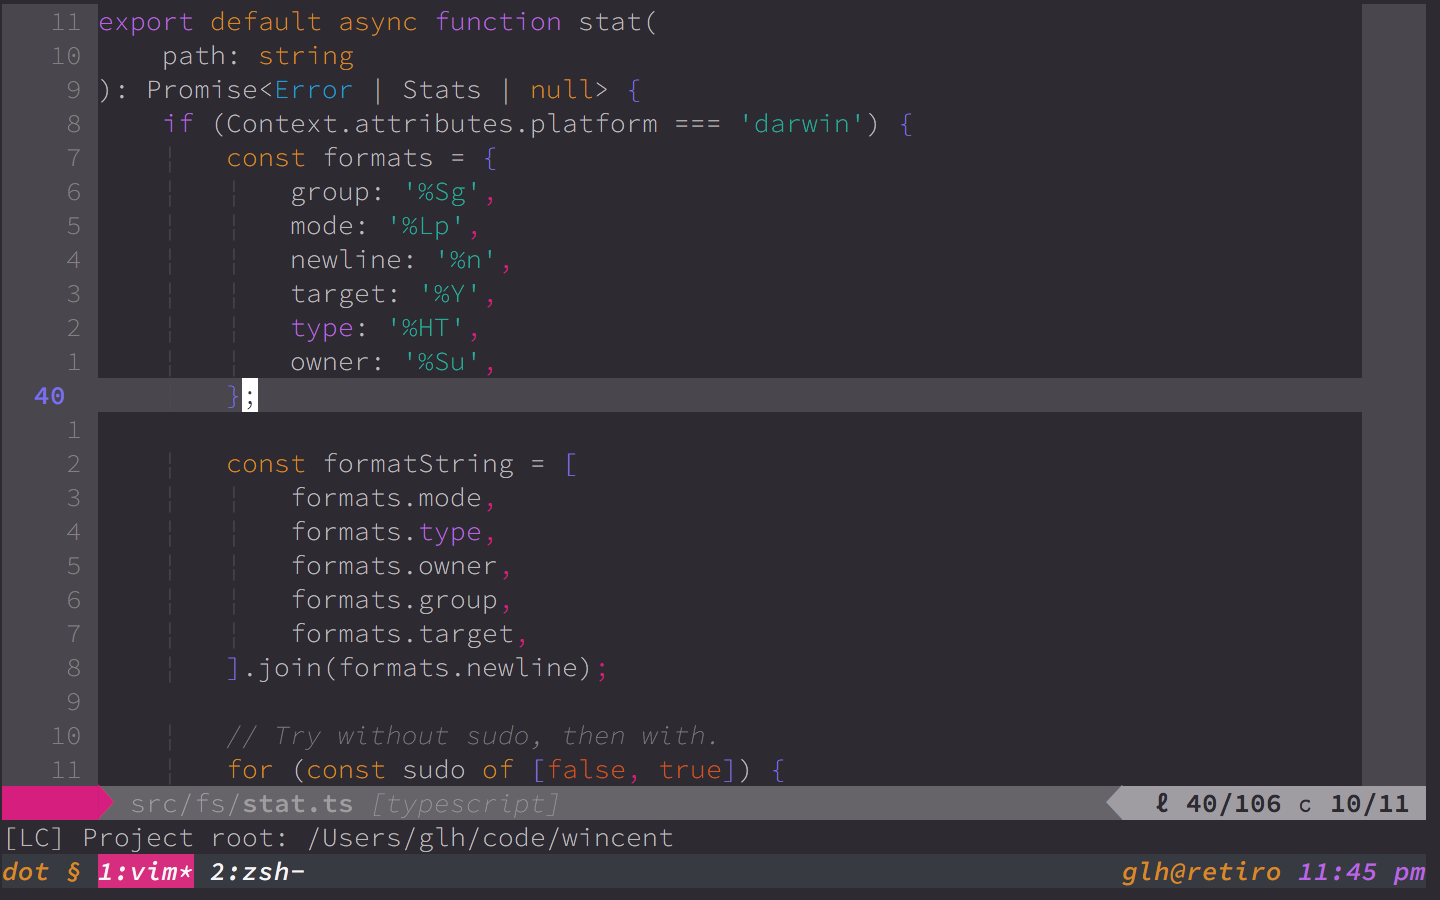 11 export default async function stat(
10     path: string
9 ): Promise<Error | Stats | null> {
8     if (Context.attributes.platform === 'darwin') {
7         const formats = {
6             group: '%Sg',
5             mode: '%Lp',
4             newline: '%n',
3             target: '%Y',
2             type: '%HT',
1             owner: '%Su',
40         };
1
2         const formatString = [
3             formats.mode,
4             formats.type,
5             formats.owner,
6             formats.group,
7             formats.target,
8         ].join(formats.newline);
9
10         // Try without sudo, then with.
11         for (const sudo of [false, true]) {
src/fs/stat.ts [typescript] ℓ 40/106 c 10/11
[LC] Project root: /Users/glh/code/wincent
dot § 1:vim* 2:zsh- glh@retiro 11:45 pm